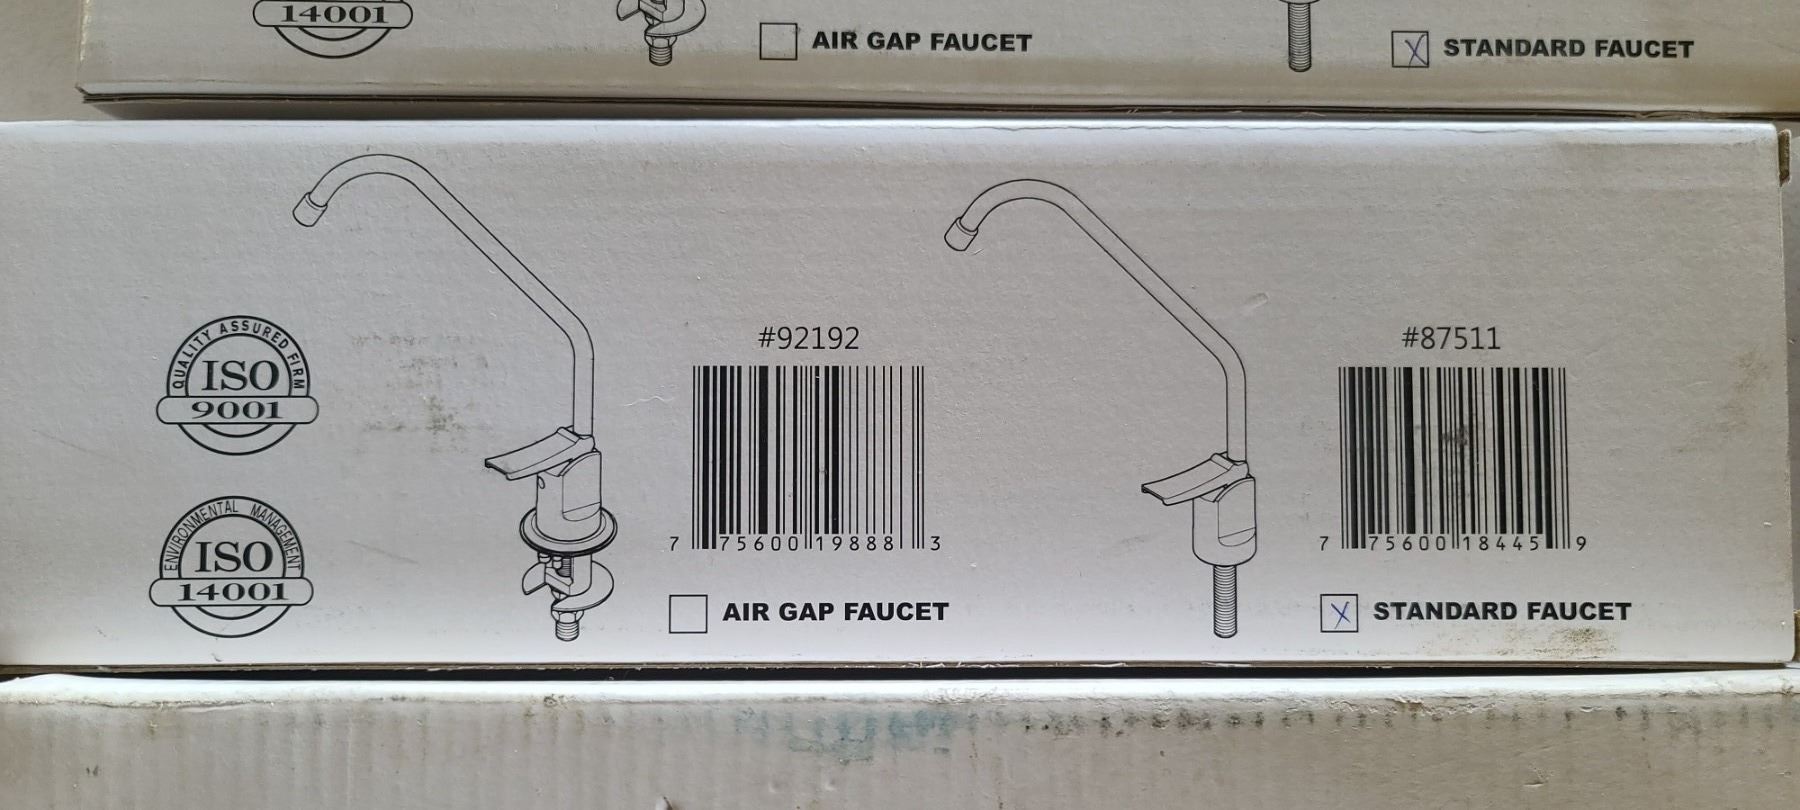 14001
AIR GAP FAUCET
X STANDARD FAUCET
QUALITY ASSURED FIRM
ISO
9001
ENVIRONMENTAL MANAGEMENT
ISO
14001
#92192
7 75600 19888 3
AIR GAP FAUCET
#87511
7 75600 18445 9
X STANDARD FAUCET